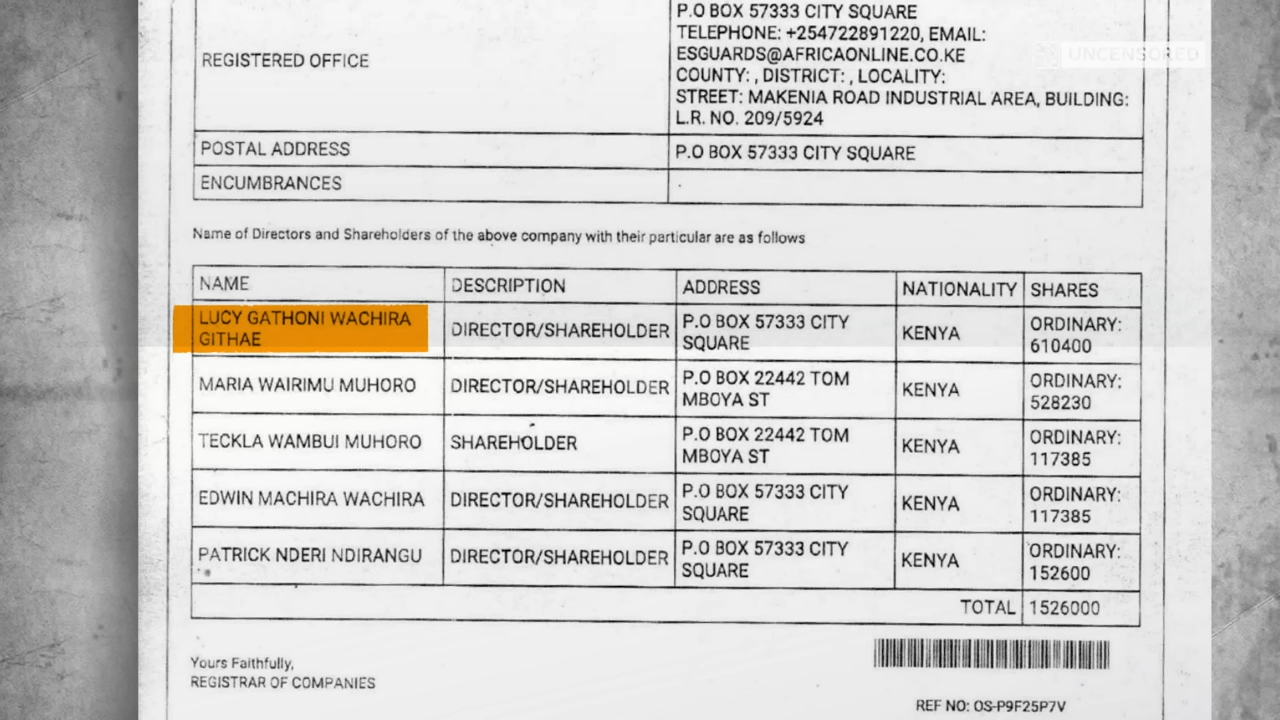 P.O BOX 57333 CITY SQUARE
TELEPHONE: +254722891220, EMAIL:
ESGUARDS@AFRICAONLINE.CO.KE
COUNTY: , DISTRICT: , LOCALITY:
STREET: MAKENIA ROAD INDUSTRIAL AREA, BUILDING:
L.R. NO. 209/5924
REGISTERED OFFICE
UNCENSORED
POSTAL ADDRESS
P.O BOX 57333 CITY SQUARE
ENCUMBRANCES
.
Name of Directors and Shareholders of the above company with their particular are as follows
NAME DESCRIPTION ADDRESS NATIONALITY SHARES
LUCY GATHONI WACHIRA
GITHAE
DIRECTOR/SHAREHOLDER
P.O BOX 57333 CITY
SQUARE
KENYA
ORDINARY:
610400
MARIA WAIRIMU MUHORO
DIRECTOR/SHAREHOLDER
P.O BOX 22442 TOM
MBOYA ST
KENYA
ORDINARY:
528230
TECKLA WAMBUI MUHORO
SHAREHOLDER
P.O BOX 22442 TOM
MBOYA ST
KENYA
ORDINARY:
117385
EDWIN MACHIRA WACHIRA
DIRECTOR/SHAREHOLDER
P.O BOX 57333 CITY
SQUARE
KENYA
ORDINARY:
117385
PATRICK NDERI NDIRANGU
DIRECTOR/SHAREHOLDER
P.O BOX 57333 CITY
SQUARE
KENYA
ORDINARY:
152600
TOTAL 1526000
Yours Faithfully,
REGISTRAR OF COMPANIES
REF NO: OS-P9F25P7V